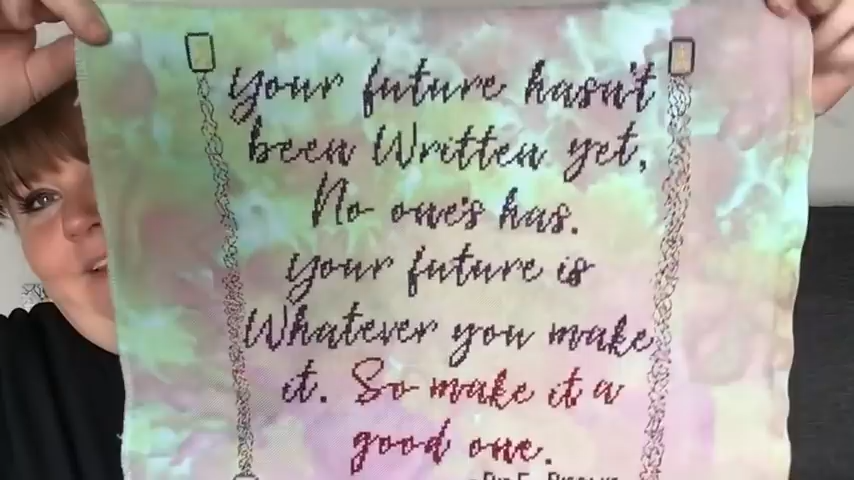 Your future hasn't
been Written yet,
No one's has.
Your future is
Whatever you make
it. So make it a
good one.